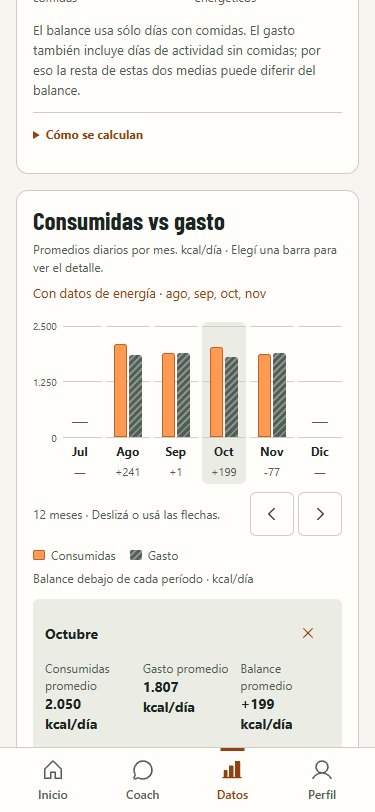 El balance usa sólo días con comidas. El gasto
también incluye días de actividad sin comidas; por
eso la resta de estas dos medias puede diferir del
balance.
Cómo se calculan
Consumidas vs gasto
Promedios diarios por mes. kcal/día · Elegí una barra para
ver el detalle.
Con datos de energía · ago, sep, oct, nov
2.500
1.250
0
Jul Ago Sep Oct Nov Dic
— +241 +1 +199 -77 —
12 meses · Deslizá o usá las flechas.
Consumidas Gasto
Balance debajo de cada período · kcal/día
Octubre
Consumidas promedio
2.050 kcal/día
Gasto promedio
1.807 kcal/día
Balance promedio
+199 kcal/día
Inicio Coach Datos Perfil